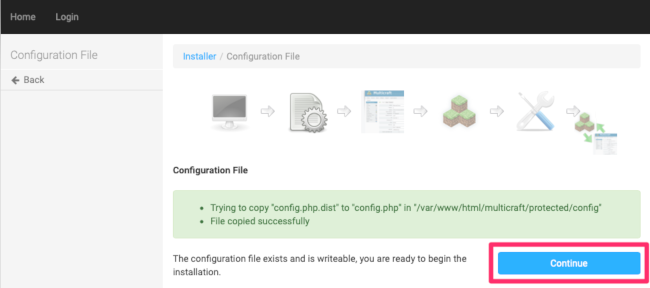 Home Login
Configuration File
Back
Installer / Configuration File
Configuration File
Trying to copy "config.php.dist" to "config.php" in "/var/www/html/multicraft/protected/config"
File copied successfully
The configuration file exists and is writeable, you are ready to begin the
installation.
Continue